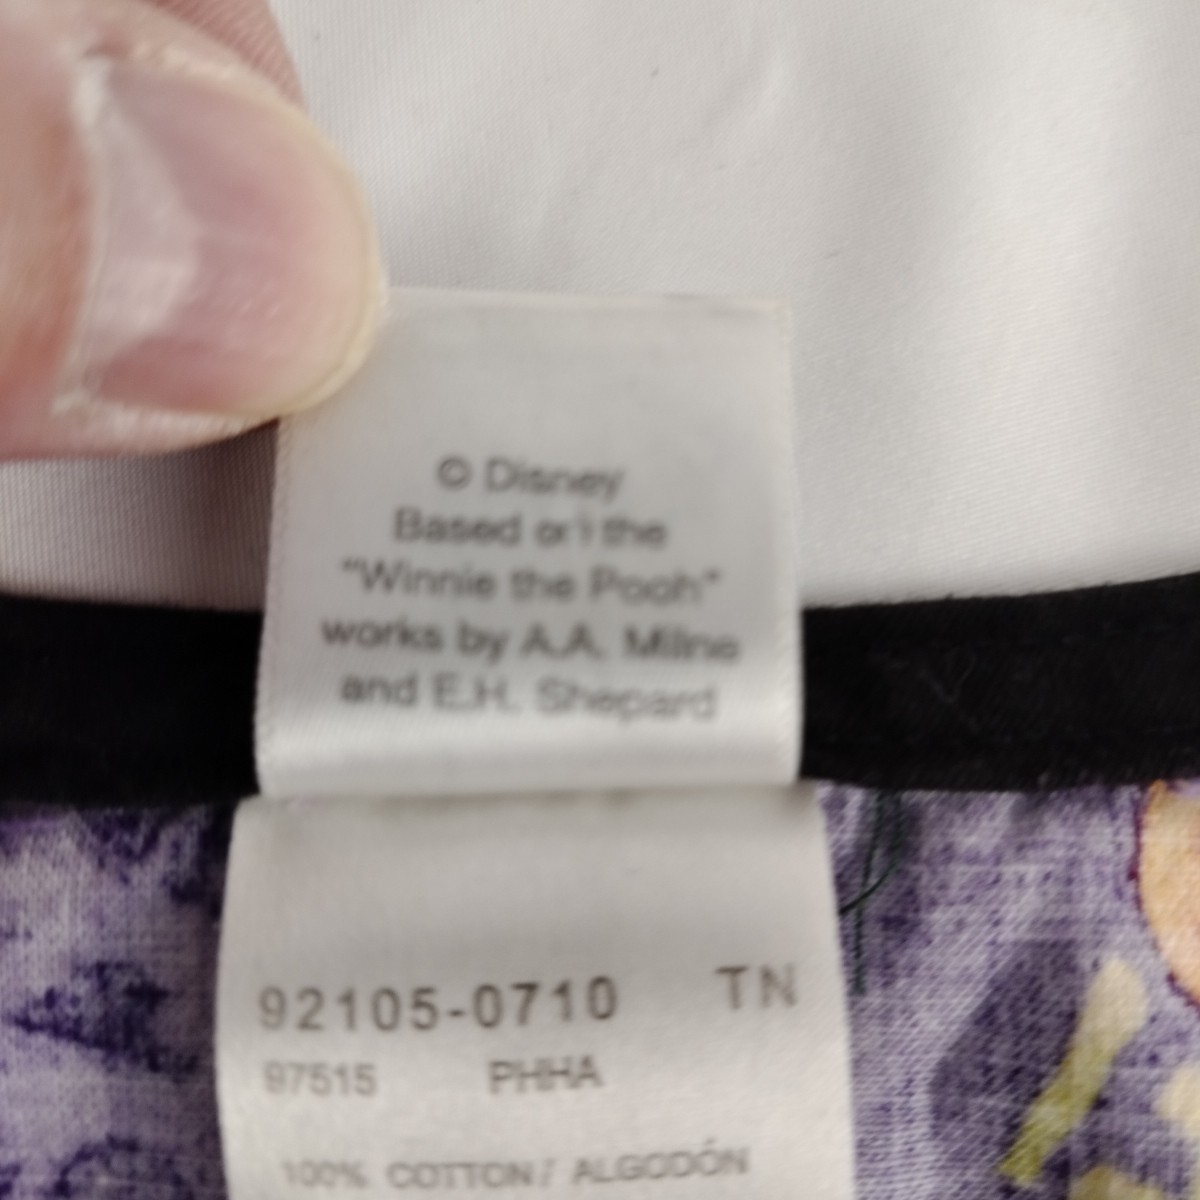 © Disney
Based on the
"Winnie the Pooh"
works by A.A. Milne
and E.H. Shepard
92105-0710 TN
97515 PHHA
100% COTTON / ALGODÓN